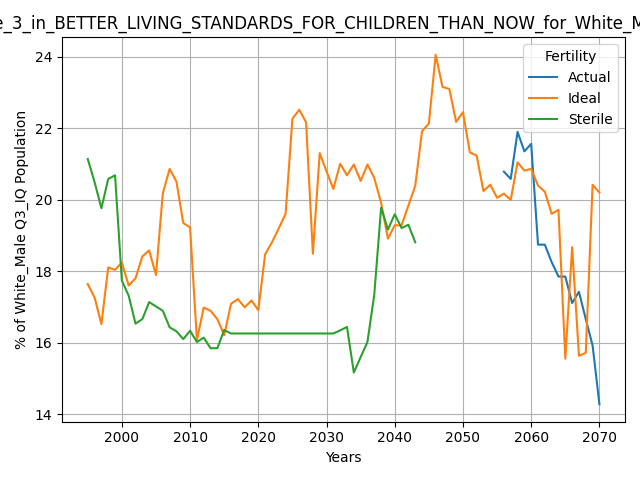 e_3_in_BETTER_LIVING_STANDARDS_FOR_CHILDREN_THAN_NOW_for_White_M
24
22
20
18
16
14
% of White_Male Q3_IQ Population
Fertility
Actual
Ideal
Sterile
2000 2010 2020 2030 2040 2050 2060 2070
Years